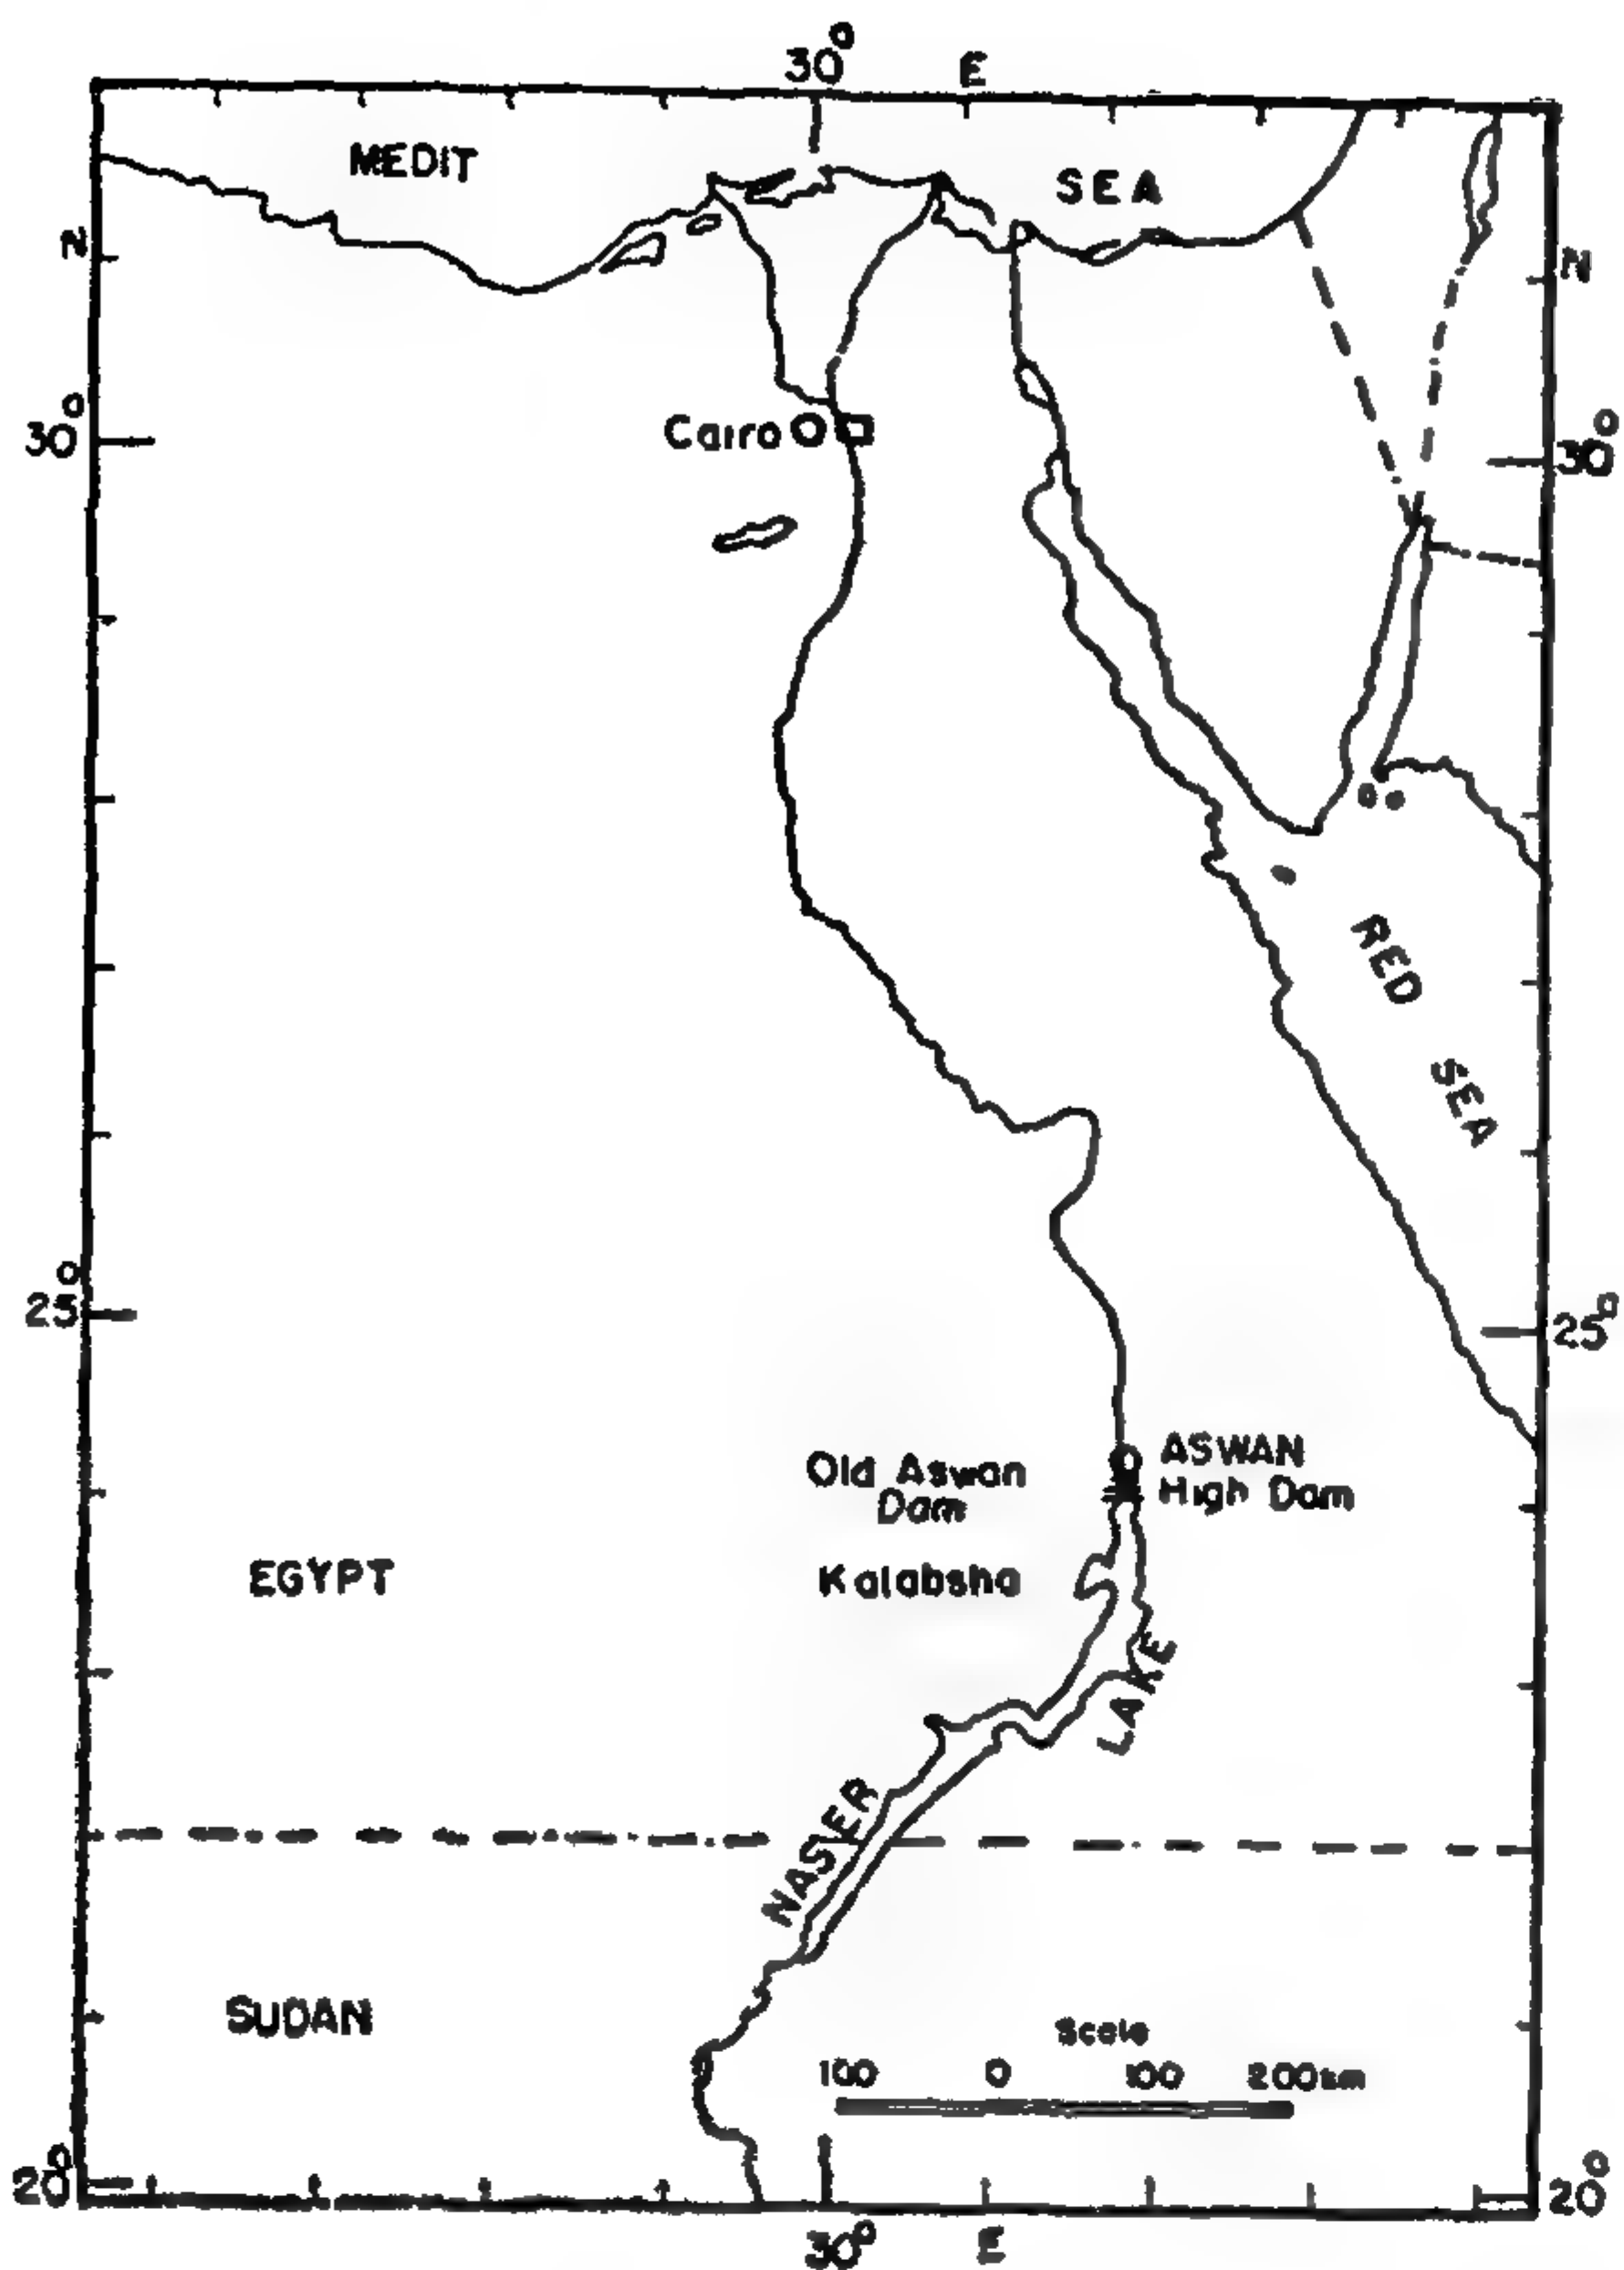 30° E
MEDIT
SEA
N
N
30°
Cairo
30°
RED
SEA
25°
25°
Old Aswan
Dam
ASWAN
High Dam
EGYPT
Kalabsha
LAKE
NASER
SUDAN
Scale
100 0 100 200km
20°
20°
30° E